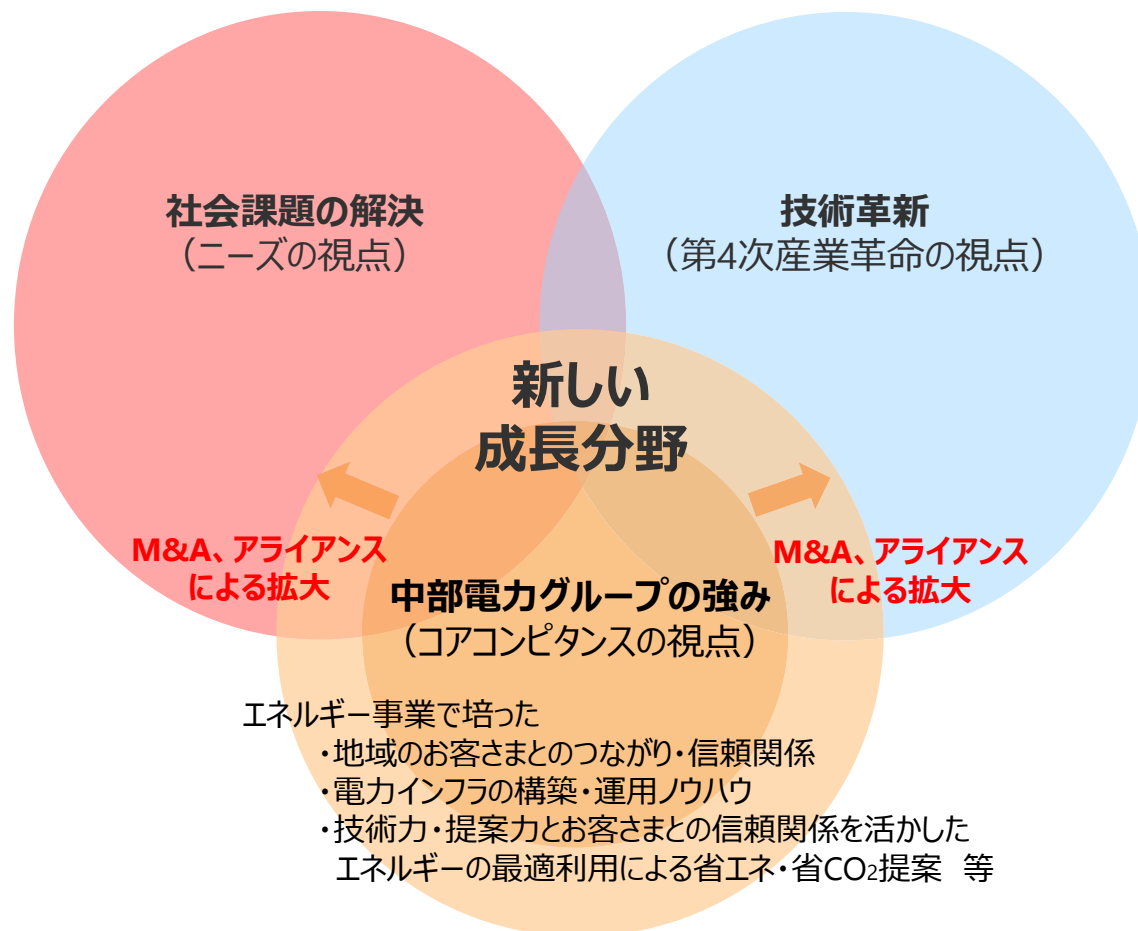 社会課題の解決
（ニーズの視点）
技術革新
（第4次産業革命の視点）
新しい
成長分野
M&A、アライアンス
による拡大
M&A、アライアンス
による拡大
中部電力グループの強み
（コアコンピタンスの視点）
エネルギー事業で培った
・地域のお客さまとのつながり・信頼関係
・電力インフラの構築・運用ノウハウ
・技術力・提案力とお客さまとの信頼関係を活かした
エネルギーの最適利用による省エネ・省CO₂提案　等